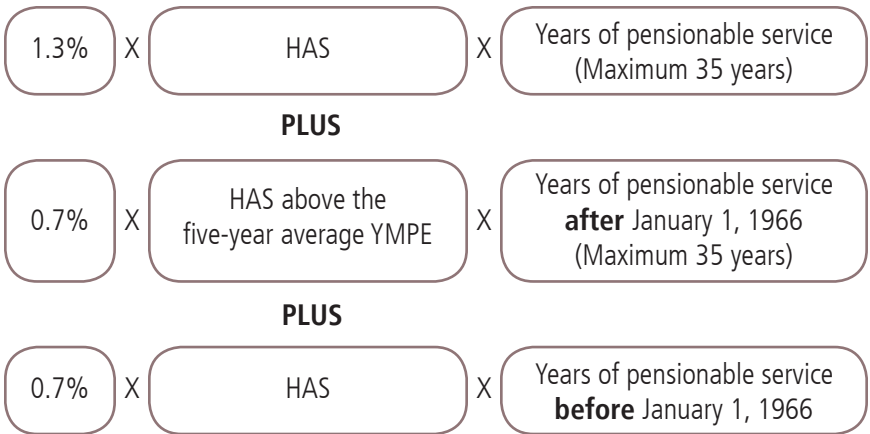 1.3% X HAS X Years of pensionable service
(Maximum 35 years)
PLUS
0.7% X HAS above the
five-year average YMPE X Years of pensionable service
after January 1, 1966
(Maximum 35 years)
PLUS
0.7% X HAS X Years of pensionable service
before January 1, 1966